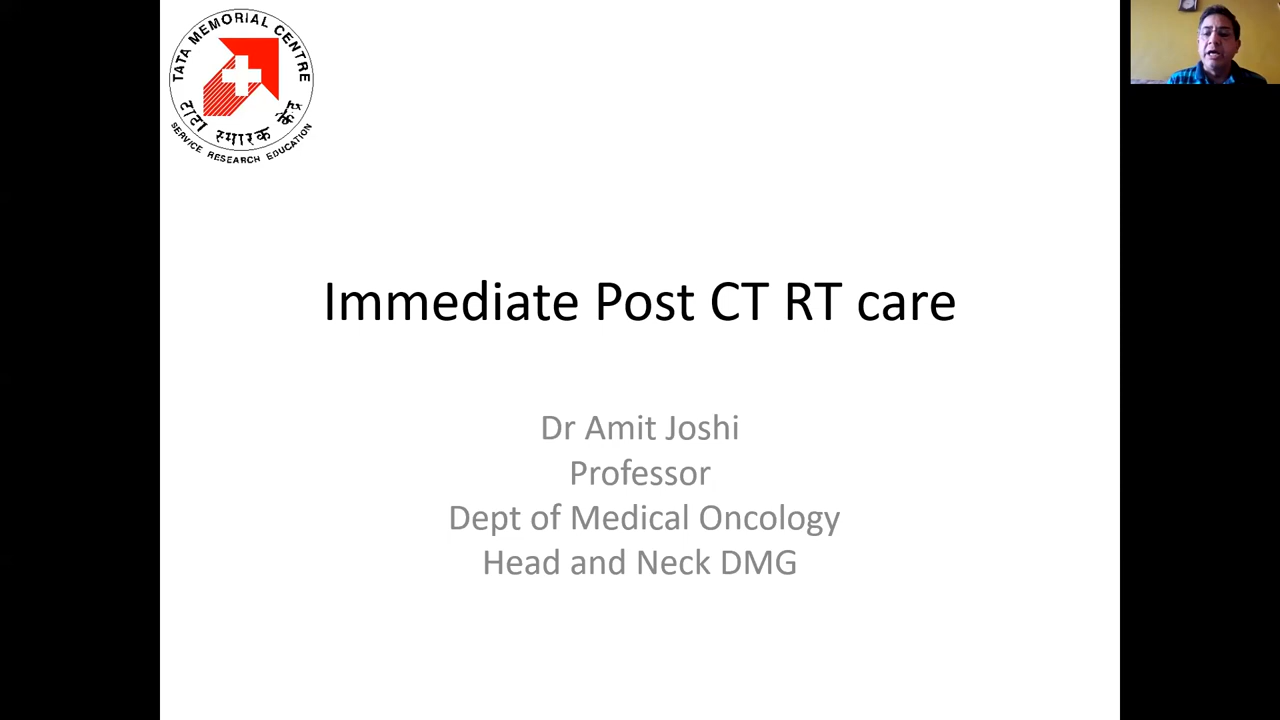 TATA MEMORIAL CENTRE
टाटा स्मारक केंद्र
SERVICE RESEARCH EDUCATION
Immediate Post CT RT care
Dr Amit Joshi
Professor
Dept of Medical Oncology
Head and Neck DMG